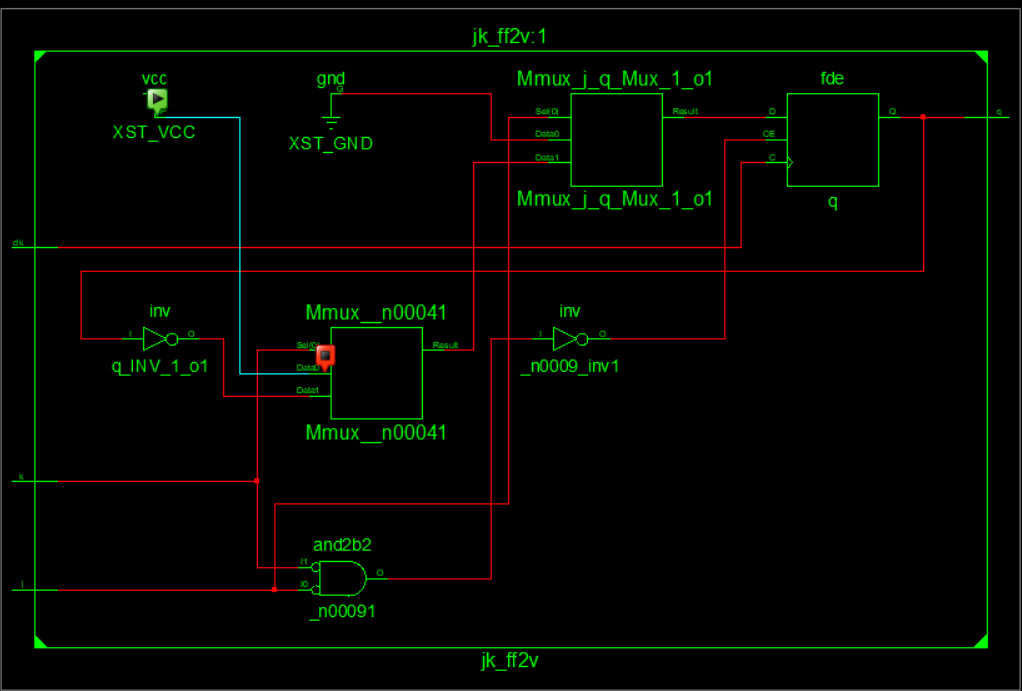 jk_ff2v:1
vcc
XST_VCC
gnd
G
XST_GND
Mmux_j_q_Mux_1_o1
Sel(0)
Data0
Data1
Result
Mmux_j_q_Mux_1_o1
fde
D
CE
C
Q
q
q
clk
inv
I
O
q_INV_1_o1
Mmux__n00041
Sel(0)
Data0
Data1
Result
Mmux__n00041
inv
I
O
_n0009_inv1
k
j
and2b2
I1
I0
O
_n00091
jk_ff2v